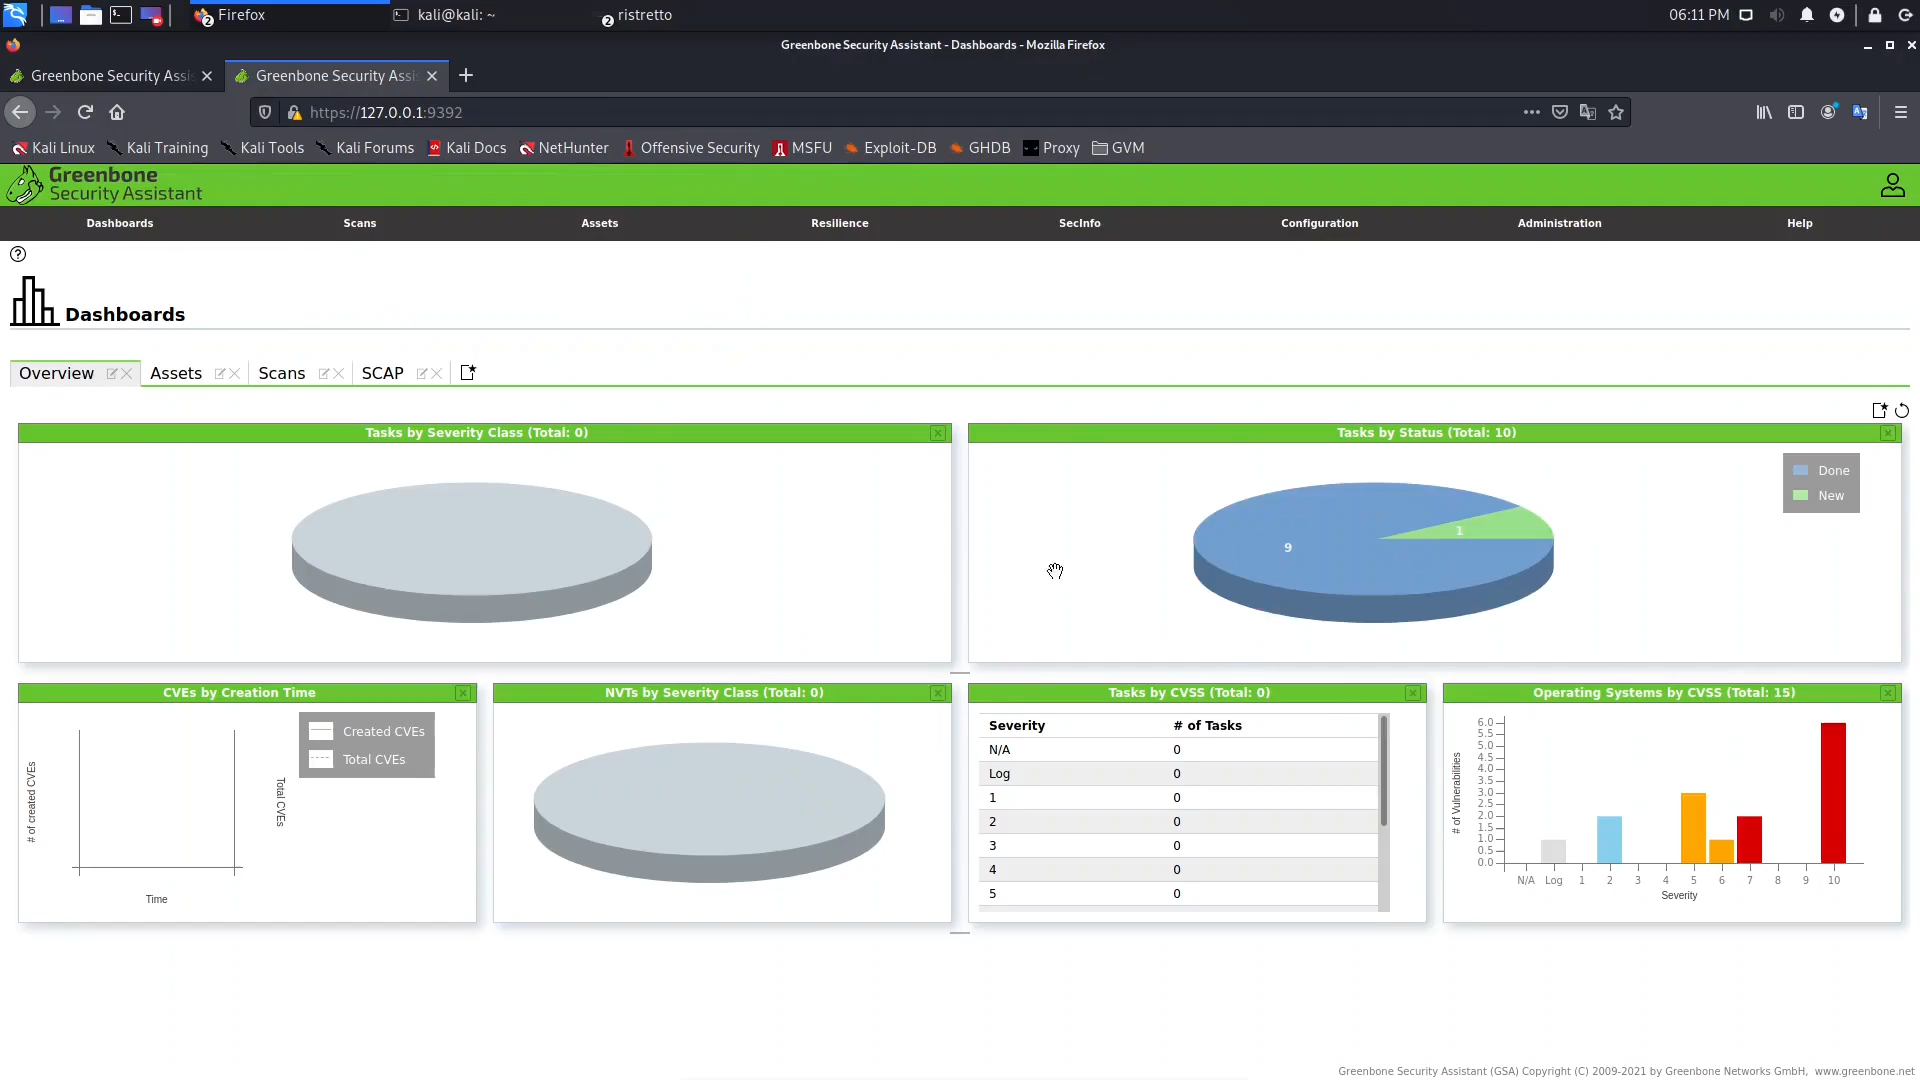 Firefox
2
kali@kali: ~
ristretto
2
06:11 PM
Greenbone Security Assistant - Dashboards - Mozilla Firefox
Greenbone Security Assi
Greenbone Security Assi
https://127.0.0.1:9392
Kali Linux
Kali Training
Kali Tools
Kali Forums
Kali Docs
NetHunter
Offensive Security
MSFU
Exploit-DB
GHDB
Proxy
GVM
Greenbone
Security Assistant
Dashboards
Scans
Assets
Resilience
SecInfo
Configuration
Administration
Help
Dashboards
Overview
Assets
Scans
SCAP
Tasks by Severity Class (Total: 0)
Tasks by Status (Total: 10)
Done
New
1
9
CVEs by Creation Time
Created CVEs
Total CVEs
# of created CVEs
Total CVEs
Time
NVTs by Severity Class (Total: 0)
Tasks by CVSS (Total: 0)
Severity # of Tasks
N/A 0
Log 0
1 0
2 0
3 0
4 0
5 0
Operating Systems by CVSS (Total: 15)
# of Vulnerabilities
6.0
5.5
5.0
4.5
4.0
3.5
3.0
2.5
2.0
1.5
1.0
0.5
0.0
N/A Log 1 2 3 4 5 6 7 8 9 10
Severity
Greenbone Security Assistant (GSA) Copyright (C) 2009-2021 by Greenbone Networks GmbH, www.greenbone.net